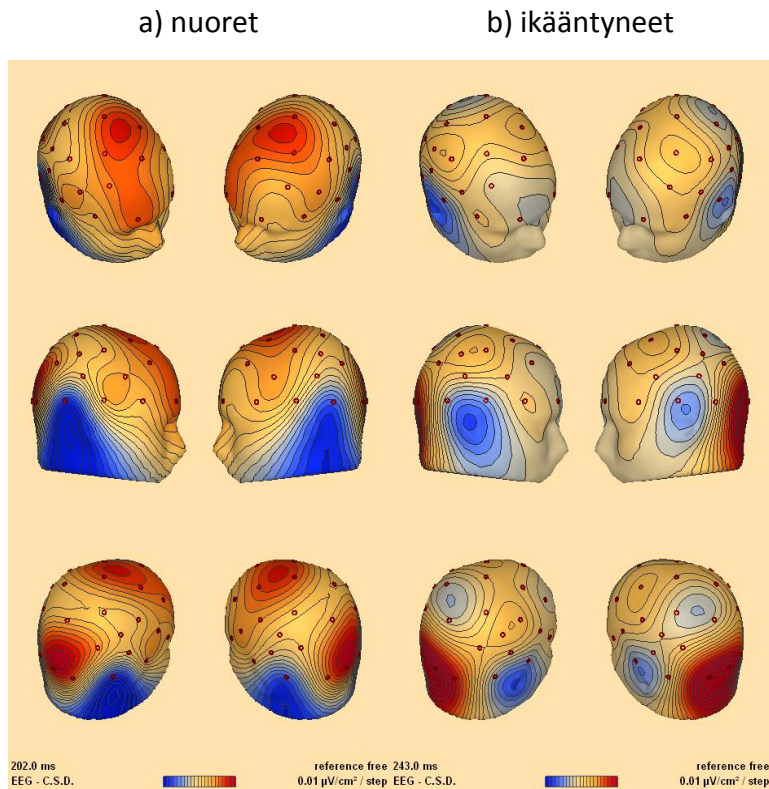 a) nuoret
b) ikääntyneet
202.0 ms
reference free
EEG - C.S.D.
0.01 µV/cm² / step
243.0 ms
reference free
EEG - C.S.D.
0.01 µV/cm² / step